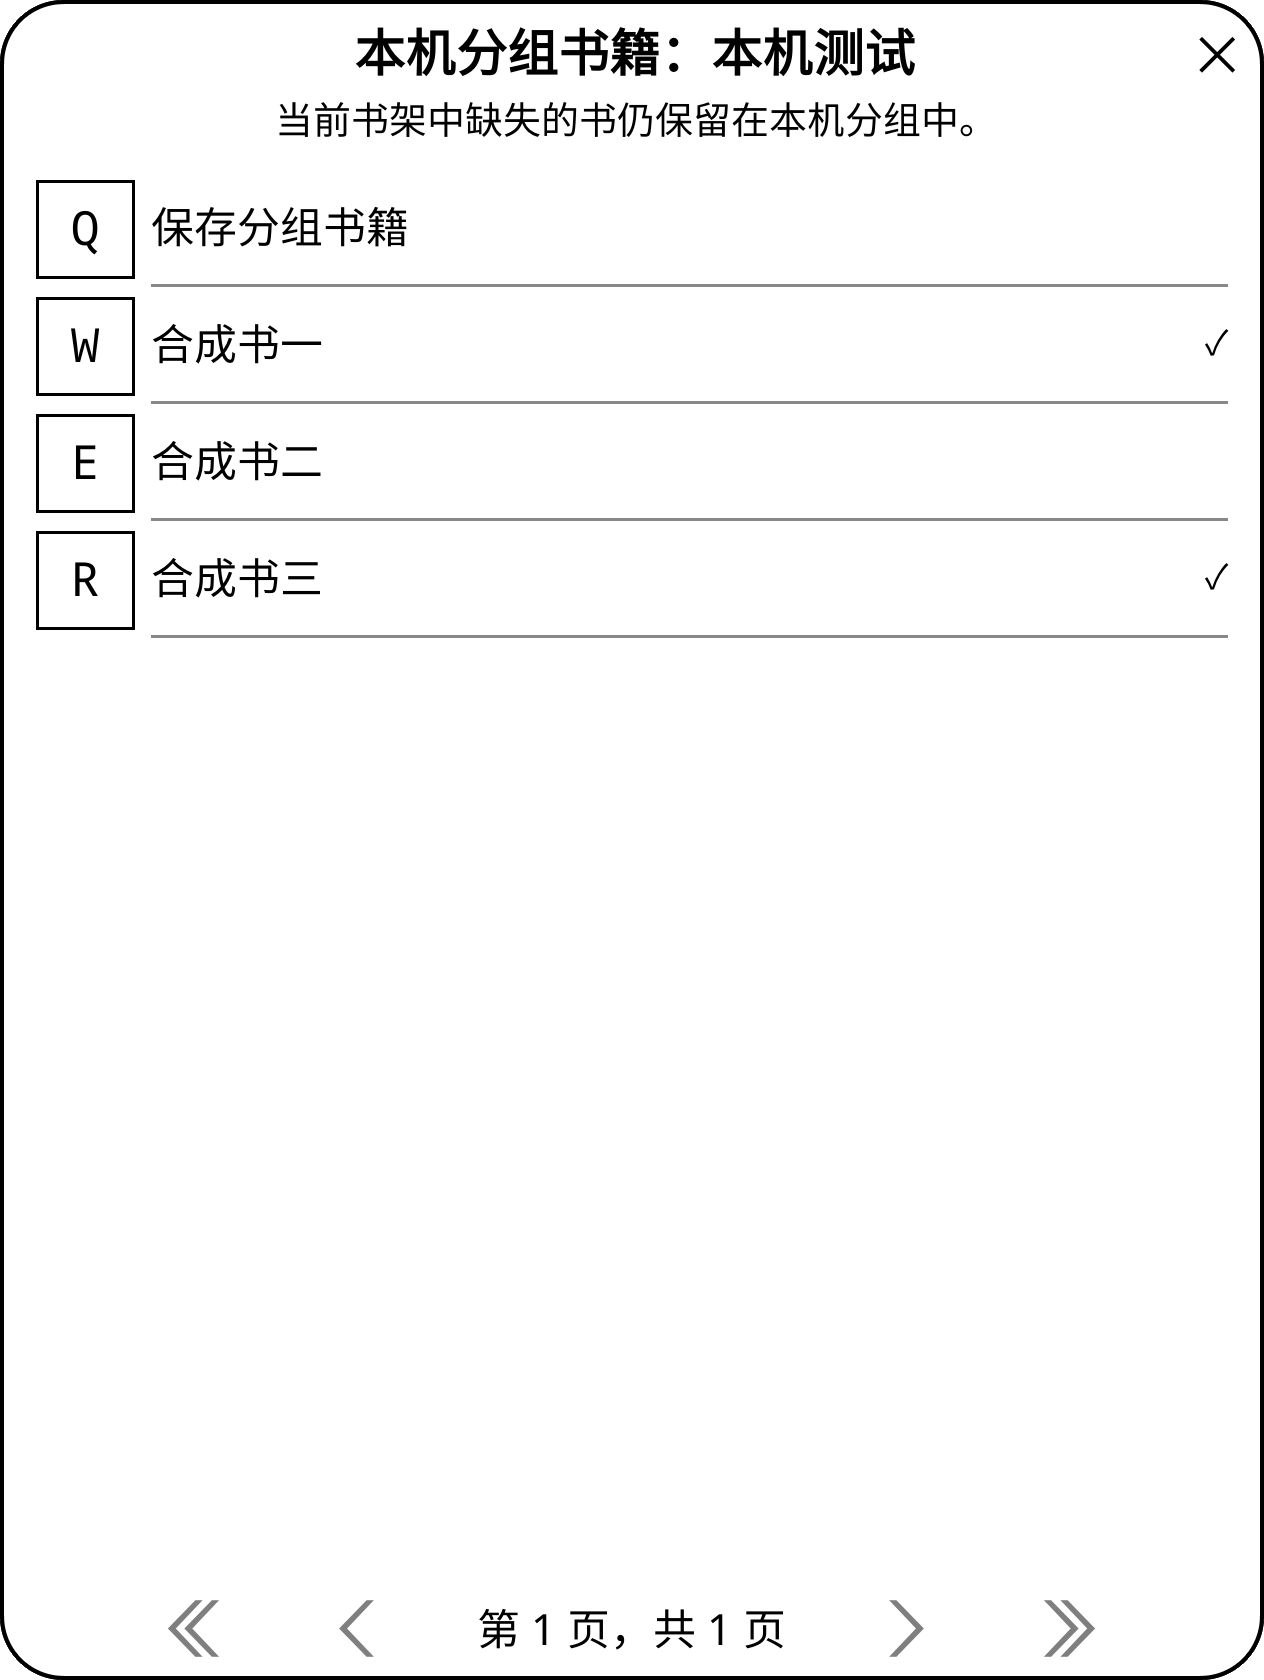 本机分组书籍：本机测试
当前书架中缺失的书仍保留在本机分组中。
Q 保存分组书籍
W 合成书一 ✓
E 合成书二
R 合成书三 ✓
第 1 页，共 1 页